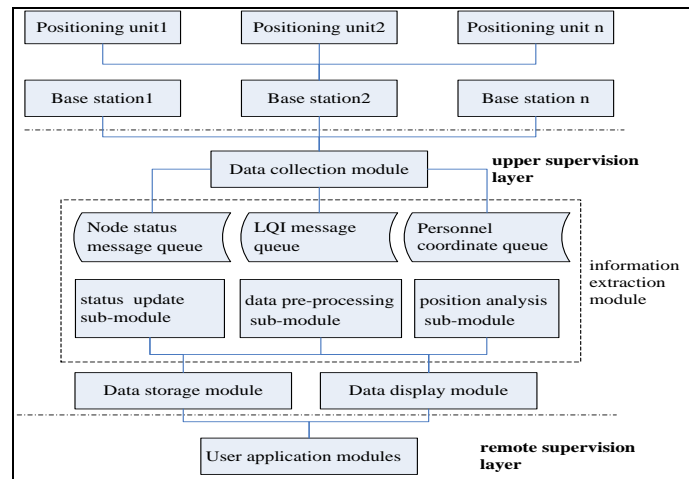 Positioning unit1
Positioning unit2
Positioning unit n
Base station1
Base station2
Base station n
upper supervision
layer
Data collection module
Node status
message queue
LQI message
queue
Personnel
coordinate queue
information
extraction
module
status update
sub-module
data pre-processing
sub-module
position analysis
sub-module
Data storage module
Data display module
User application modules
remote supervision
layer